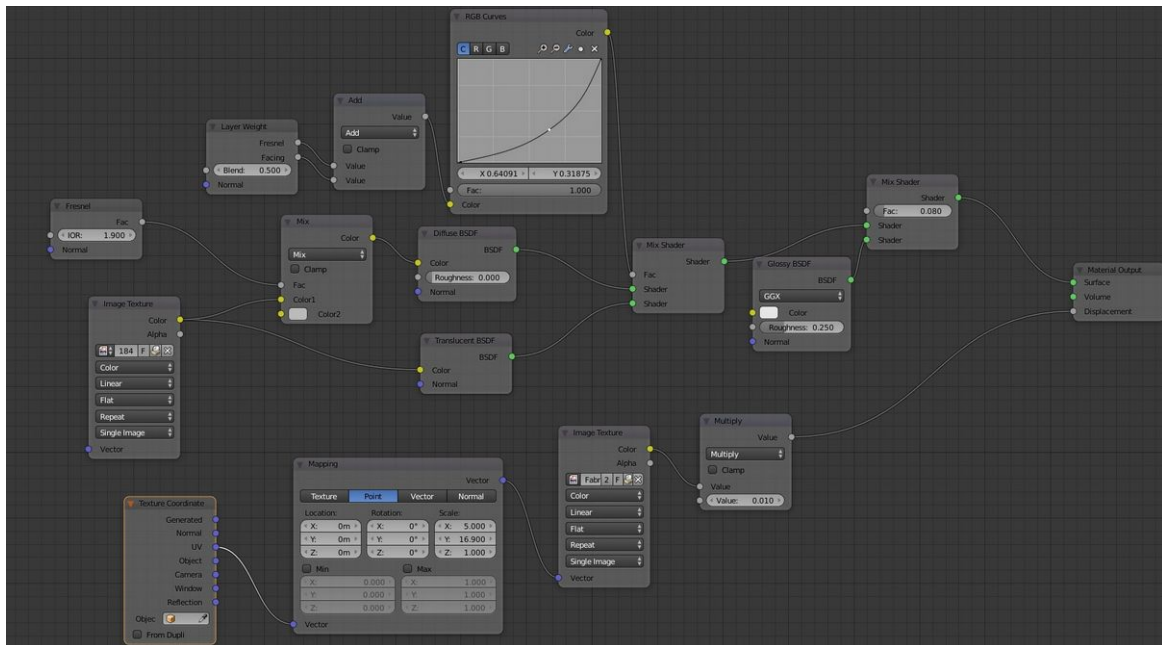 RGB Curves
Color
C R G B
X 0.64091 Y 0.31875
Fac: 1.000
Color
Add
Value
Add
Clamp
Value
Value
Layer Weight
Fresnel
Facing
Blend: 0.500
Normal
Fresnel
Fac
IOR: 1.900
Normal
Mix
Color
Mix
Clamp
Fac
Color1
Color2
Diffuse BSDF
BSDF
Color
Roughness: 0.000
Normal
Mix Shader
Shader
Fac
Shader
Shader
Mix Shader
Shader
Fac: 0.080
Shader
Shader
Glossy BSDF
BSDF
GGX
Color
Roughness: 0.250
Normal
Material Output
Surface
Volume
Displacement
Image Texture
Color
Alpha
184 F
Color
Linear
Flat
Repeat
Single Image
Vector
Translucent BSDF
BSDF
Color
Normal
Multiply
Value
Multiply
Clamp
Value
Value: 0.010
Image Texture
Color
Alpha
Fabr 2 F
Color
Linear
Flat
Repeat
Single Image
Vector
Mapping
Vector
Texture Point Vector Normal
Location: Rotation: Scale:
X: 0m X: 0° X: 5.000
Y: 0m Y: 0° Y: 16.900
Z: 0m Z: 0° Z: 1.000
Min Max
X: 0.000 X: 1.000
Y: 0.000 Y: 1.000
Z: 0.000 Z: 1.000
Vector
Texture Coordinate
Generated
Normal
UV
Object
Camera
Window
Reflection
Objec
From Dupli